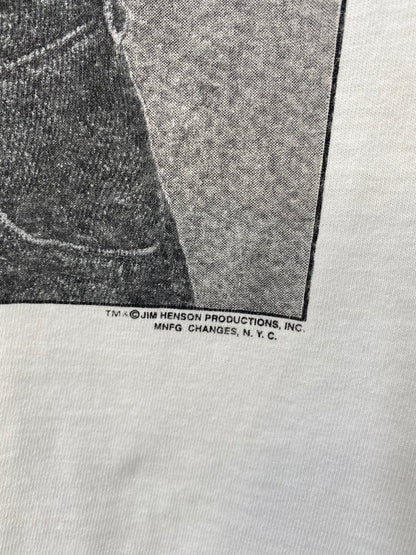 TM&©JIM HENSON PRODUCTIONS, INC.
MNFG CHANGES, N. Y. C.